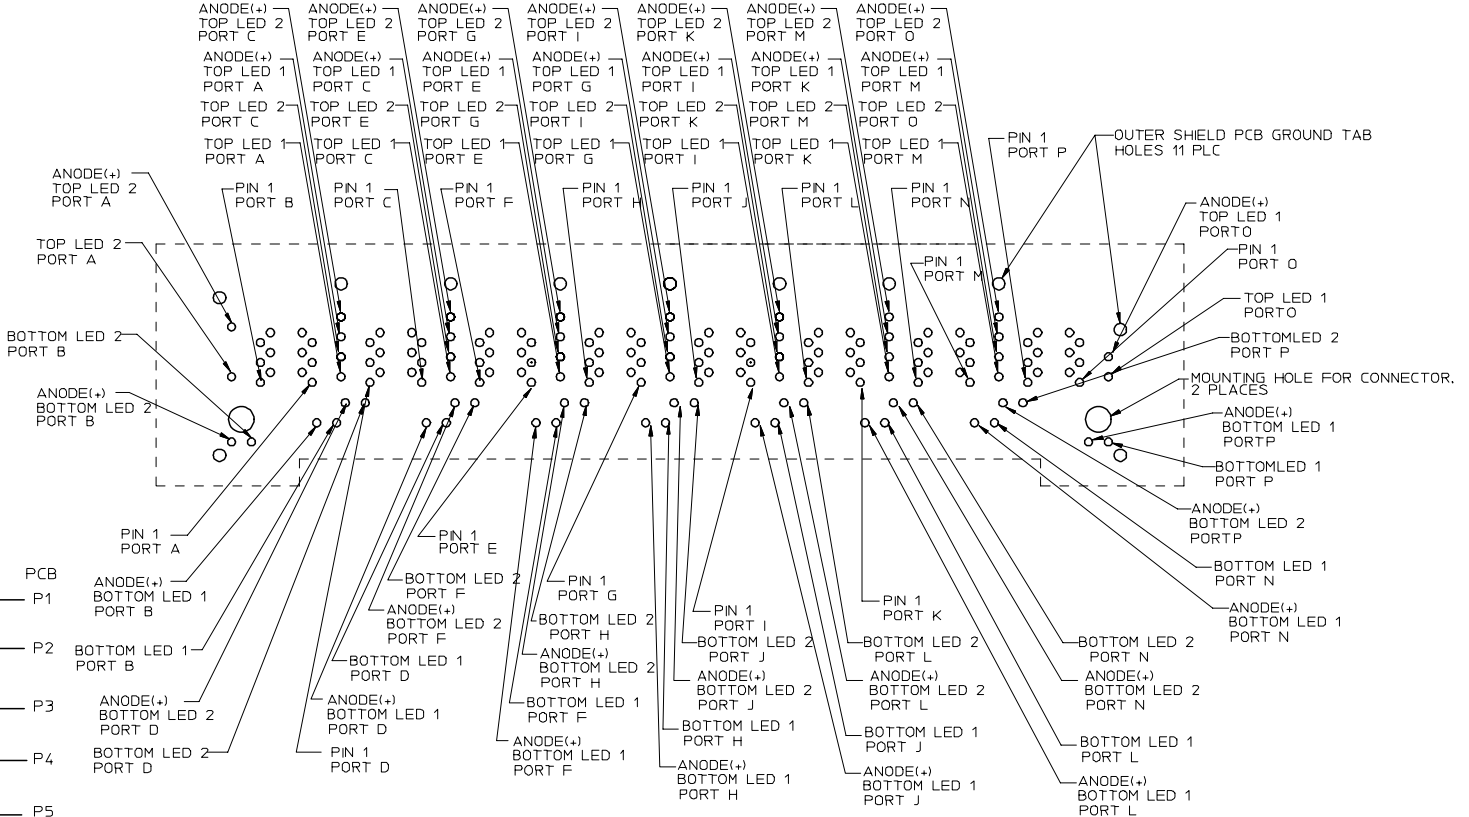 ANODE(+)
TOP LED 2
PORT C
ANODE(+)
TOP LED 2
PORT E
ANODE(+)
TOP LED 2
PORT G
ANODE(+)
TOP LED 2
PORT I
ANODE(+)
TOP LED 2
PORT K
ANODE(+)
TOP LED 2
PORT M
ANODE(+)
TOP LED 2
PORT O
ANODE(+)
TOP LED 1
PORT A
ANODE(+)
TOP LED 1
PORT C
ANODE(+)
TOP LED 1
PORT E
ANODE(+)
TOP LED 1
PORT G
ANODE(+)
TOP LED 1
PORT I
ANODE(+)
TOP LED 1
PORT K
ANODE(+)
TOP LED 1
PORT M
TOP LED 2
PORT C
TOP LED 2
PORT E
TOP LED 2
PORT G
TOP LED 2
PORT I
TOP LED 2
PORT K
TOP LED 2
PORT M
TOP LED 2
PORT O
TOP LED 1
PORT A
TOP LED 1
PORT C
TOP LED 1
PORT E
TOP LED 1
PORT G
TOP LED 1
PORT I
TOP LED 1
PORT K
TOP LED 1
PORT M
PIN 1
PORT P
OUTER SHIELD PCB GROUND TAB
HOLES 11 PLC
ANODE(+)
TOP LED 2
PORT A
PIN 1
PORT B
PIN 1
PORT C
PIN 1
PORT F
PIN 1
PORT H
PIN 1
PORT J
PIN 1
PORT L
PIN 1
PORT N
ANODE(+)
TOP LED 1
PORTO
TOP LED 2
PORT A
PIN 1
PORT M
PIN 1
PORT O
TOP LED 1
PORTO
BOTTOM LED 2
PORT B
BOTTOMLED 2
PORT P
MOUNTING HOLE FOR CONNECTOR,
2 PLACES
ANODE(+)
BOTTOM LED 2
PORT B
ANODE(+)
BOTTOM LED 1
PORTP
BOTTOMLED 1
PORT P
ANODE(+)
BOTTOM LED 2
PORTP
PIN 1
PORT A
PIN 1
PORT E
BOTTOM LED 1
PORT N
PCB
P1
P2
P3
P4
P5
ANODE(+)
BOTTOM LED 1
PORT B
BOTTOM LED 2
PORT F
PIN 1
PORT G
ANODE(+)
BOTTOM LED 2
PORT F
BOTTOM LED 2
PORT H
PIN 1
PORT I
PIN 1
PORT K
ANODE(+)
BOTTOM LED 1
PORT N
BOTTOM LED 1
PORT B
BOTTOM LED 1
PORT D
ANODE(+)
BOTTOM LED 2
PORT H
BOTTOM LED 2
PORT J
BOTTOM LED 2
PORT L
BOTTOM LED 2
PORT N
ANODE(+)
BOTTOM LED 2
PORT D
ANODE(+)
BOTTOM LED 1
PORT D
BOTTOM LED 1
PORT F
ANODE(+)
BOTTOM LED 2
PORT J
ANODE(+)
BOTTOM LED 2
PORT L
ANODE(+)
BOTTOM LED 2
PORT N
BOTTOM LED 2
PORT D
PIN 1
PORT D
ANODE(+)
BOTTOM LED 1
PORT F
BOTTOM LED 1
PORT H
BOTTOM LED 1
PORT J
BOTTOM LED 1
PORT L
ANODE(+)
BOTTOM LED 1
PORT H
ANODE(+)
BOTTOM LED 1
PORT J
ANODE(+)
BOTTOM LED 1
PORT L